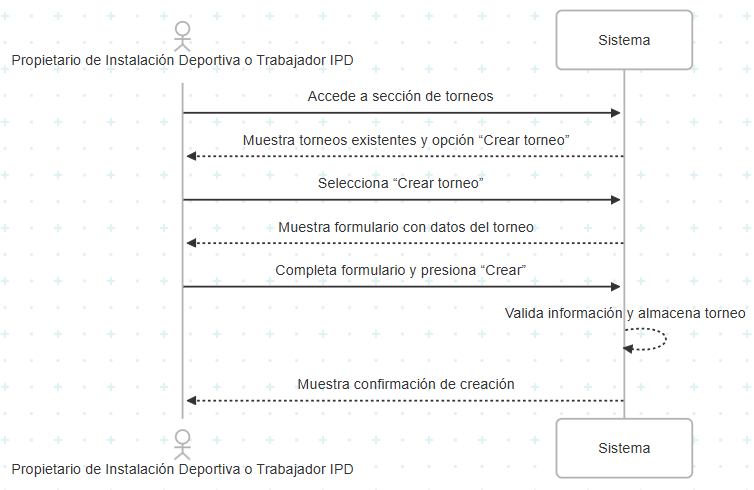 Propietario de Instalación Deportiva o Trabajador IPD
Sistema
Accede a sección de torneos
Muestra torneos existentes y opción “Crear torneo”
Selecciona “Crear torneo”
Muestra formulario con datos del torneo
Completa formulario y presiona “Crear”
Valida información y almacena torneo
Muestra confirmación de creación
Propietario de Instalación Deportiva o Trabajador IPD
Sistema